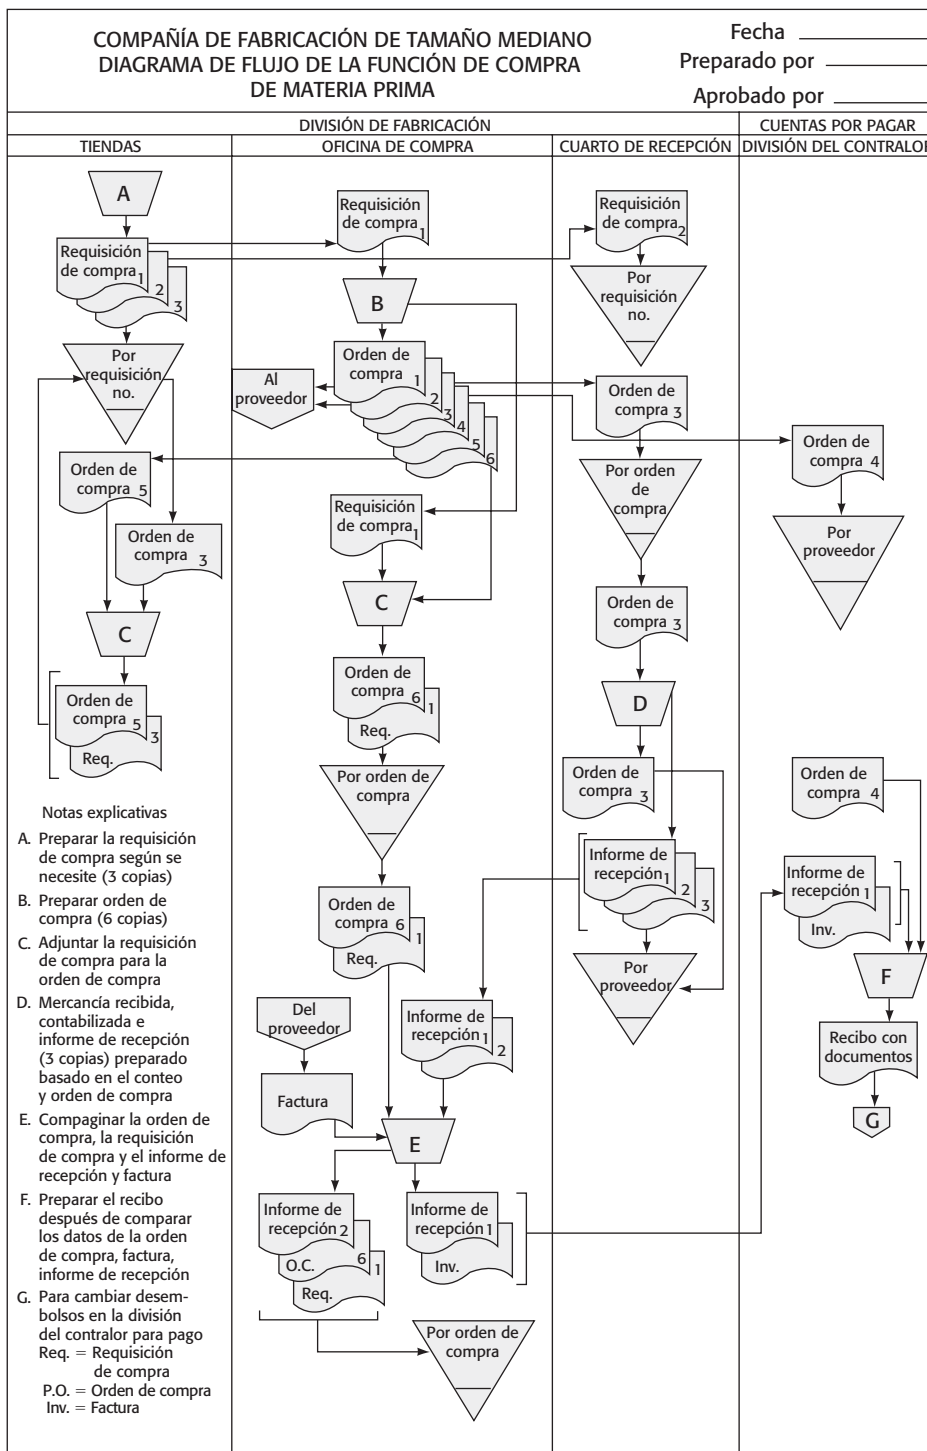 COMPAÑÍA DE FABRICACIÓN DE TAMAÑO MEDIANO
DIAGRAMA DE FLUJO DE LA FUNCIÓN DE COMPRA
DE MATERIA PRIMA
Fecha
Preparado por
Aprobado por
DIVISIÓN DE FABRICACIÓN
CUENTAS POR PAGAR
TIENDAS
OFICINA DE COMPRA
CUARTO DE RECEPCIÓN
DIVISIÓN DEL CONTRALOR
A
Requisición
de compra 1
2
3
Por
requisición
no.
Orden de
compra 5
Orden de
compra 3
C
Orden de
compra 5
3
Req.
Notas explicativas
A. Preparar la requisición
de compra según se
necesite (3 copias)
B. Preparar orden de
compra (6 copias)
C. Adjuntar la requisición
de compra para la
orden de compra
D. Mercancía recibida,
contabilizada e
informe de recepción
(3 copias) preparado
basado en el conteo
y orden de compra
E. Compaginar la orden de
compra, la requisición
de compra y el informe de
recepción y factura
F. Preparar el recibo
después de comparar
los datos de la orden
de compra, factura,
informe de recepción
G. Para cambiar desem-
bolsos en la división
del contralor para pago
Req. = Requisición
de compra
P.O. = Orden de compra
Inv. = Factura
Requisición
de compra 1
B
Al
proveedor
Orden de
compra 1
2
3
4
5
6
Requisición
de compra 1
C
Orden de
compra 6
1
Req.
Por orden de
compra
Orden de
compra 6
1
Req.
Del
proveedor
Factura
Informe de
recepción 1
2
E
Informe de
recepción 2
O.C. 6
1
Req.
Informe de
recepción 1
Inv.
Por orden de
compra
Requisición
de compra 2
Por
requisición
no.
Orden de
compra 3
Por orden
de
compra
Orden de
compra 3
D
Orden de
compra 3
Informe de
recepción 1
2
3
Por
proveedor
Orden de
compra 4
Por
proveedor
Orden de
compra 4
Informe de
recepción 1
Inv.
F
Recibo con
documentos
G